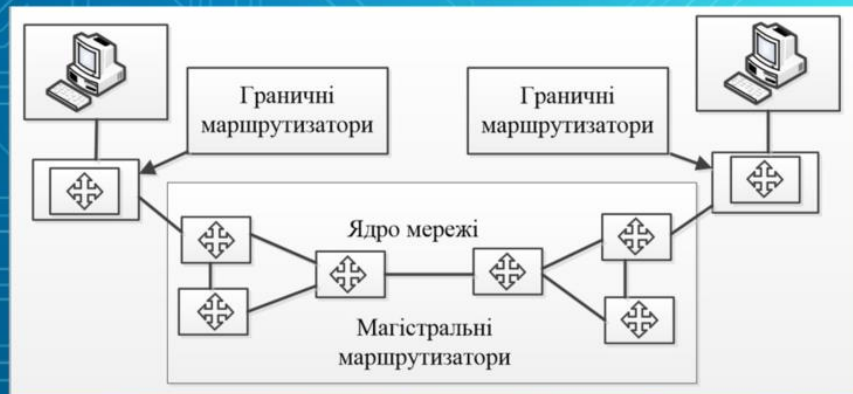 Граничні
маршрутизатори
Граничні
маршрутизатори
Ядро мережі
Магістральні
маршрутизатори